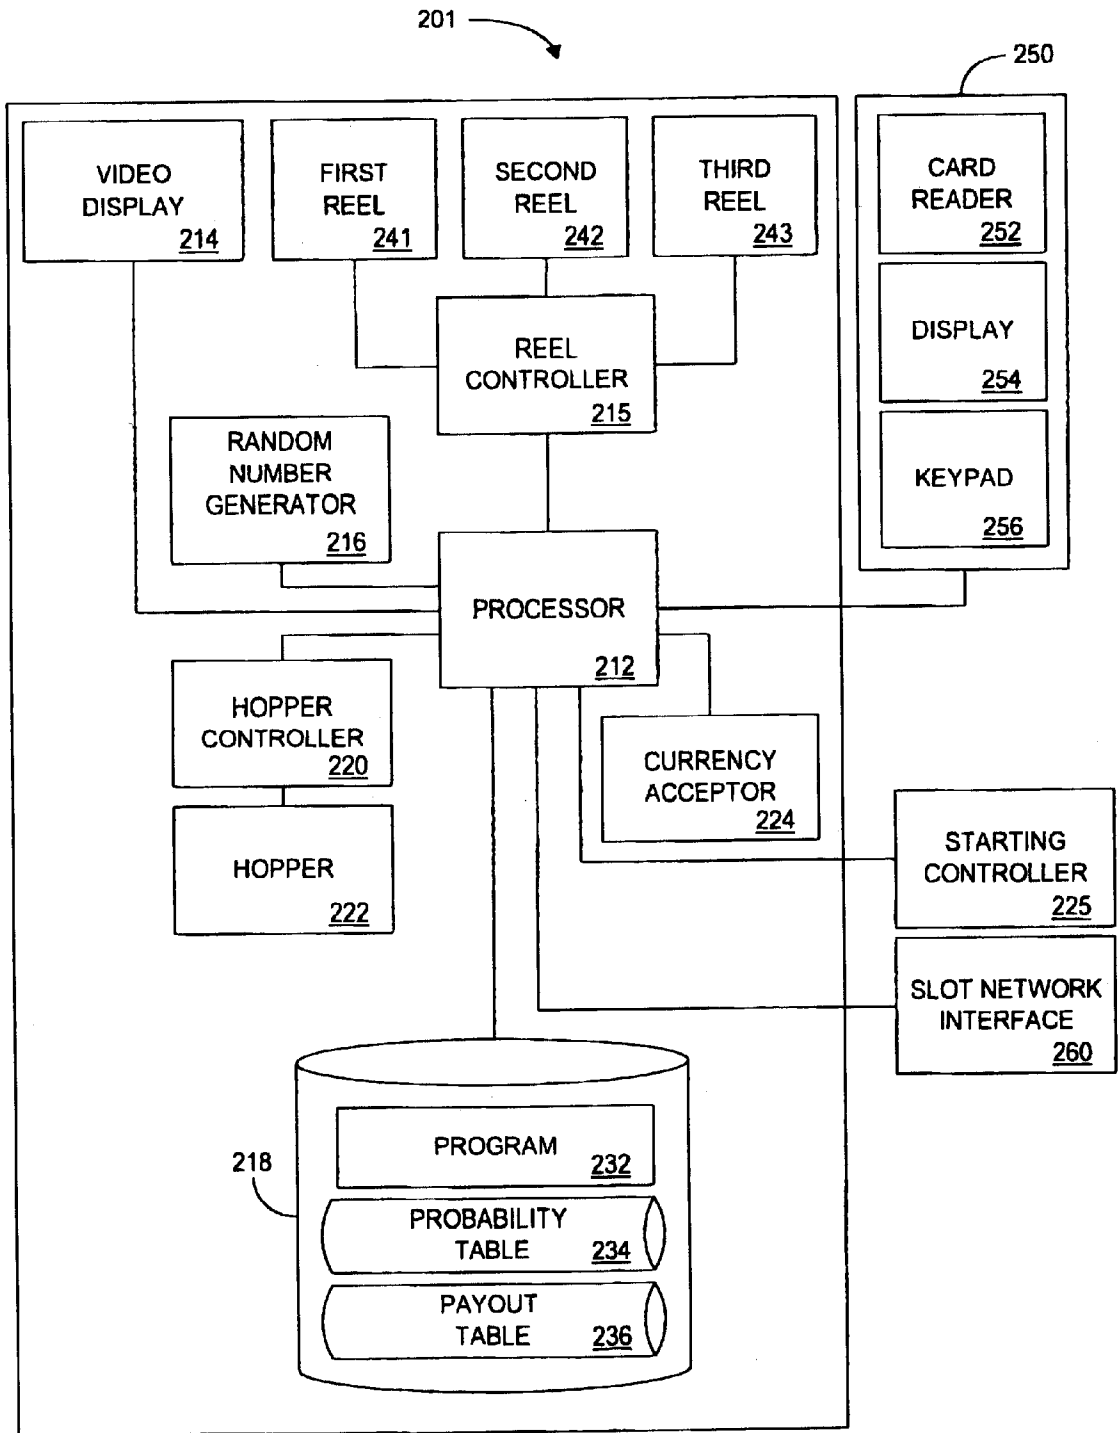 201
250
VIDEO
DISPLAY
214
FIRST
REEL
241
SECOND
REEL
242
THIRD
REEL
243
CARD
READER
252
DISPLAY
254
KEYPAD
256
REEL
CONTROLLER
215
RANDOM
NUMBER
GENERATOR
216
PROCESSOR
212
HOPPER
CONTROLLER
220
HOPPER
222
CURRENCY
ACCEPTOR
224
STARTING
CONTROLLER
225
SLOT NETWORK
INTERFACE
260
218
PROGRAM
232
PROBABILITY
TABLE
234
PAYOUT
TABLE
236